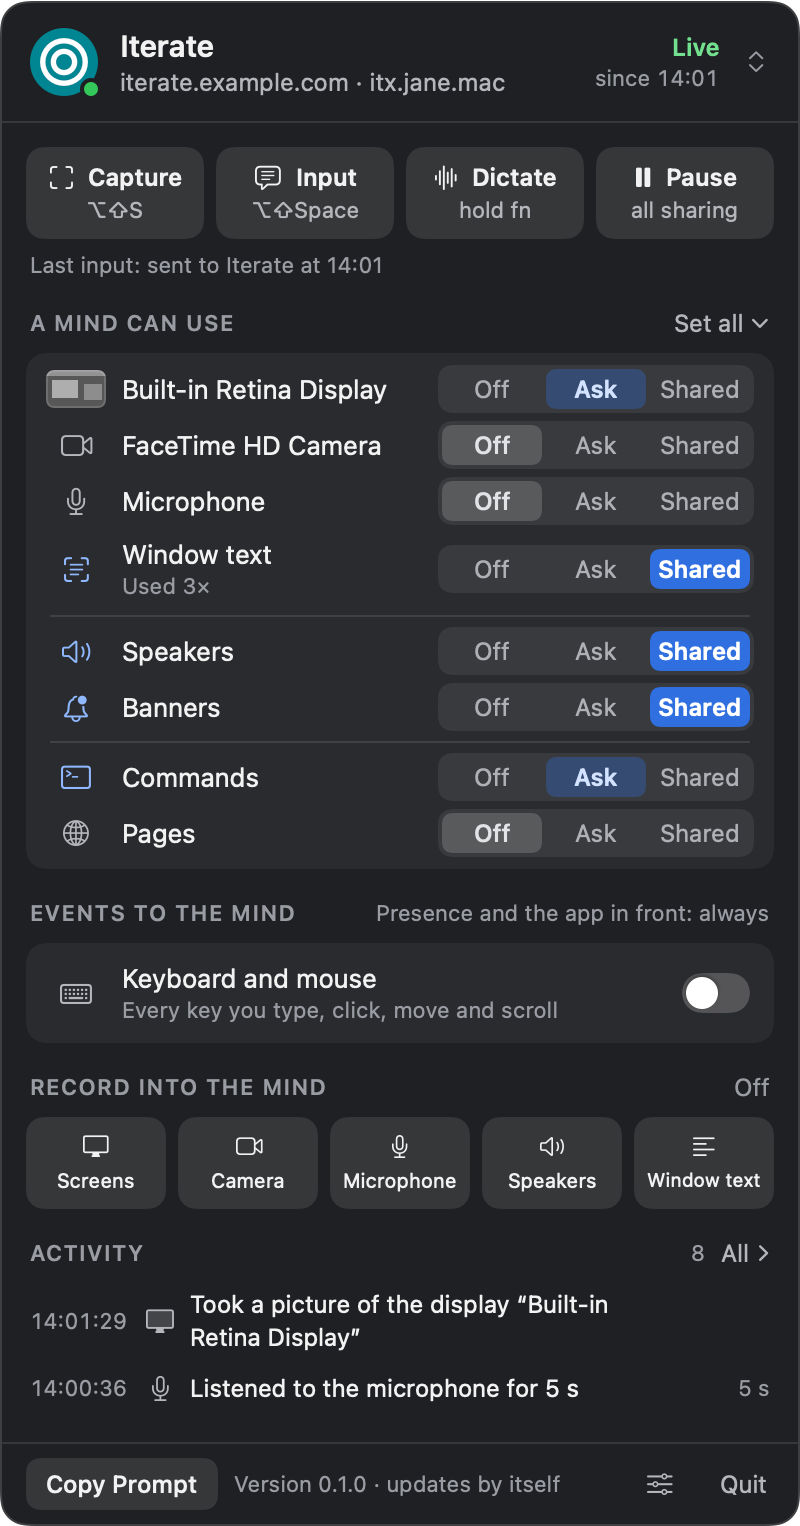 Iterate
iterate.example.com · itx.jane.mac
Live
since 14:01
Capture
⌥⇧S
Input
⌥⇧Space
Dictate
hold fn
Pause
all sharing
Last input: sent to Iterate at 14:01
A MIND CAN USE
Set all
Built-in Retina Display
Off Ask Shared
FaceTime HD Camera
Off Ask Shared
Microphone
Off Ask Shared
Window text
Used 3×
Off Ask Shared
Speakers
Off Ask Shared
Banners
Off Ask Shared
Commands
Off Ask Shared
Pages
Off Ask Shared
EVENTS TO THE MIND
Presence and the app in front: always
Keyboard and mouse
Every key you type, click, move and scroll
RECORD INTO THE MIND
Off
Screens
Camera
Microphone
Speakers
Window text
ACTIVITY
8 All
14:01:29
Took a picture of the display “Built-in
Retina Display”
14:00:36 Listened to the microphone for 5 s 5 s
Copy Prompt
Version 0.1.0 · updates by itself
Quit